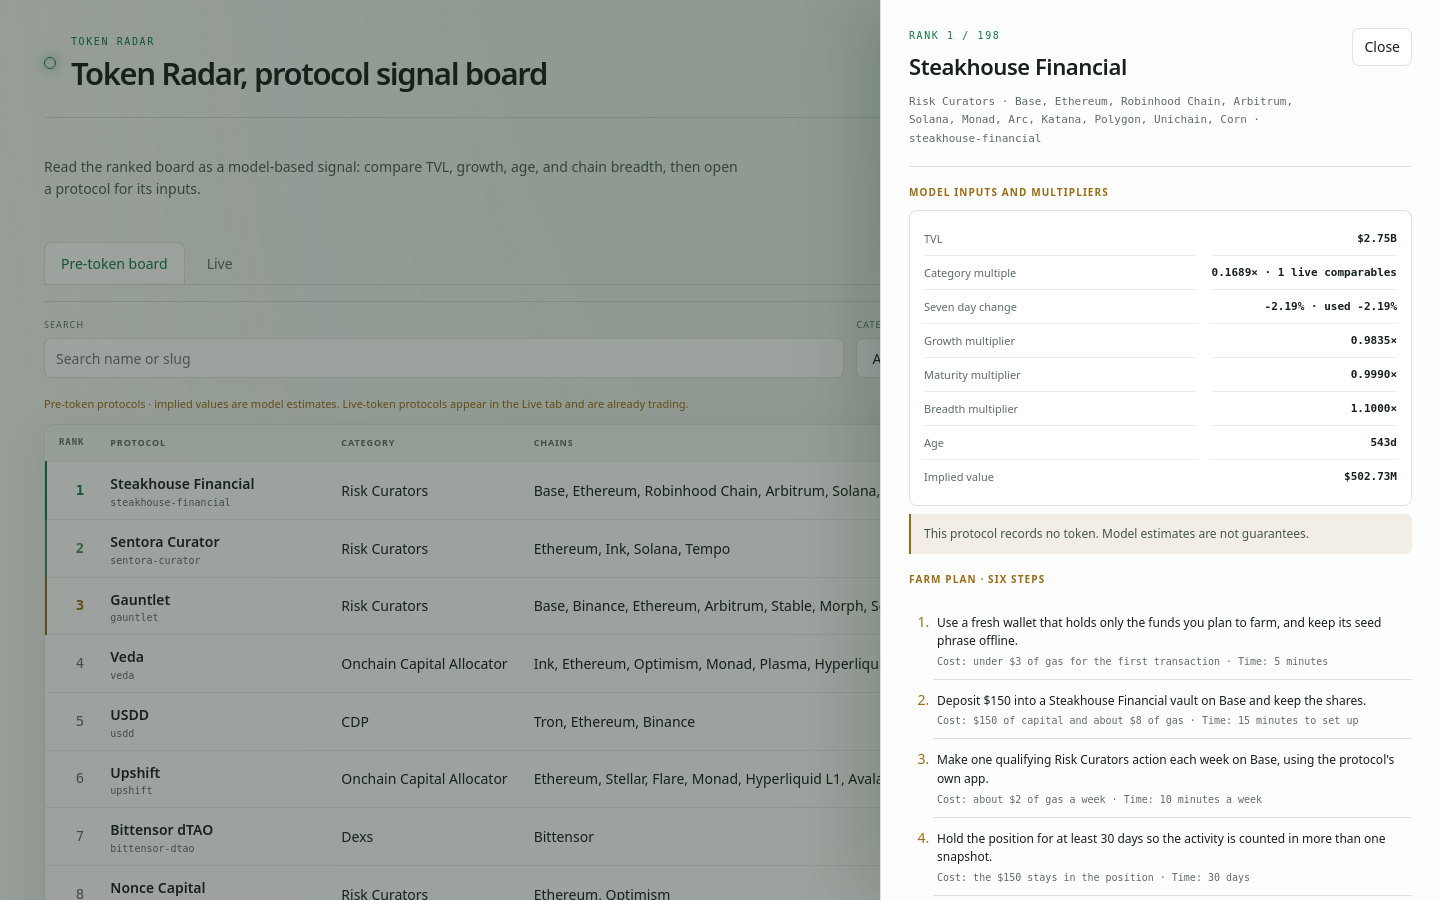 TOKEN RADAR
Token Radar, protocol signal board
Read the ranked board as a model-based signal: compare TVL, growth, age, and chain breadth, then open
a protocol for its inputs.
Pre-token board
Live
SEARCH
CATE
Search name or slug
A
Pre-token protocols · implied values are model estimates. Live-token protocols appear in the Live tab and are already trading.
RANK PROTOCOL CATEGORY CHAINS
1 Steakhouse Financial Risk Curators Base, Ethereum, Robinhood Chain, Arbitrum, Solana,
steakhouse-financial
2 Sentora Curator Risk Curators Ethereum, Ink, Solana, Tempo
sentora-curator
3 Gauntlet Risk Curators Base, Binance, Ethereum, Arbitrum, Stable, Morph, S
gauntlet
4 Veda Onchain Capital Allocator Ink, Ethereum, Optimism, Monad, Plasma, Hyperliqu
veda
5 USDD CDP Tron, Ethereum, Binance
usdd
6 Upshift Onchain Capital Allocator Ethereum, Stellar, Flare, Monad, Hyperliquid L1, Avala
upshift
7 Bittensor dTAO Dexs Bittensor
bittensor-dtao
8 Nonce Capital Risk Curators Ethereum, Optimism
RANK 1 / 198
Close
Steakhouse Financial
Risk Curators · Base, Ethereum, Robinhood Chain, Arbitrum,
Solana, Monad, Arc, Katana, Polygon, Unichain, Corn ·
steakhouse-financial
MODEL INPUTS AND MULTIPLIERS
TVL $2.75B
Category multiple 0.1689× · 1 live comparables
Seven day change -2.19% · used -2.19%
Growth multiplier 0.9835×
Maturity multiplier 0.9990×
Breadth multiplier 1.1000×
Age 543d
Implied value $502.73M
This protocol records no token. Model estimates are not guarantees.
FARM PLAN · SIX STEPS
1. Use a fresh wallet that holds only the funds you plan to farm, and keep its seed
phrase offline.
Cost: under $3 of gas for the first transaction · Time: 5 minutes
2. Deposit $150 into a Steakhouse Financial vault on Base and keep the shares.
Cost: $150 of capital and about $8 of gas · Time: 15 minutes to set up
3. Make one qualifying Risk Curators action each week on Base, using the protocol's
own app.
Cost: about $2 of gas a week · Time: 10 minutes a week
4. Hold the position for at least 30 days so the activity is counted in more than one
snapshot.
Cost: the $150 stays in the position · Time: 30 days